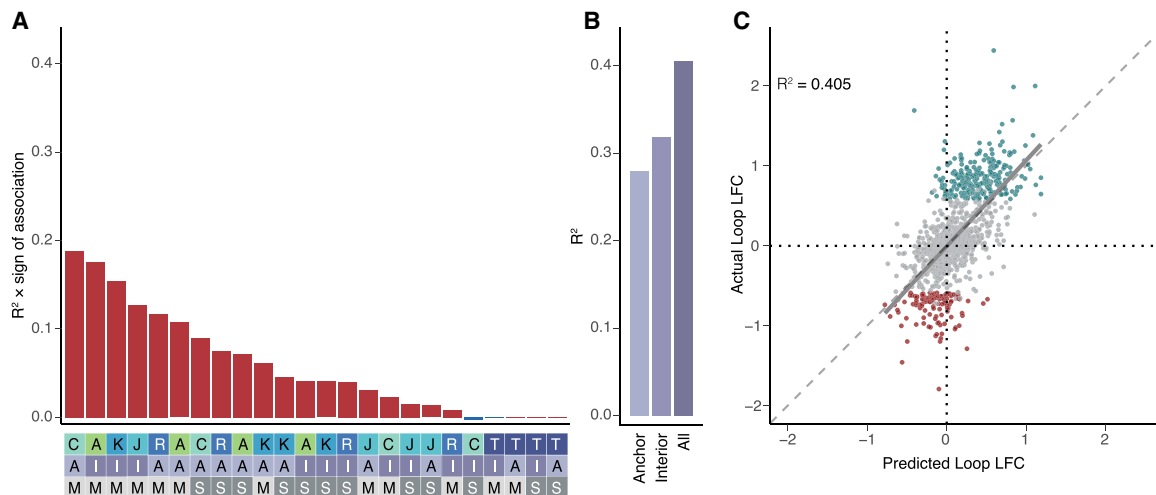 A
B
C
R² × sign of association
0.4
0.3
0.2
0.1
0.0
C A K J R A C R A K K A K R J C J J R C T T T T
A I I I A A A A A A A I I I A I I A I I I A I A
M M M M M M S S S M S S S S M M S S M S M M S S
R²
0.4
0.3
0.2
0.1
0.0
Anchor
Interior
All
R² = 0.405
Actual Loop LFC
2
1
0
−1
−2
−2
−1
0
1
2
Predicted Loop LFC